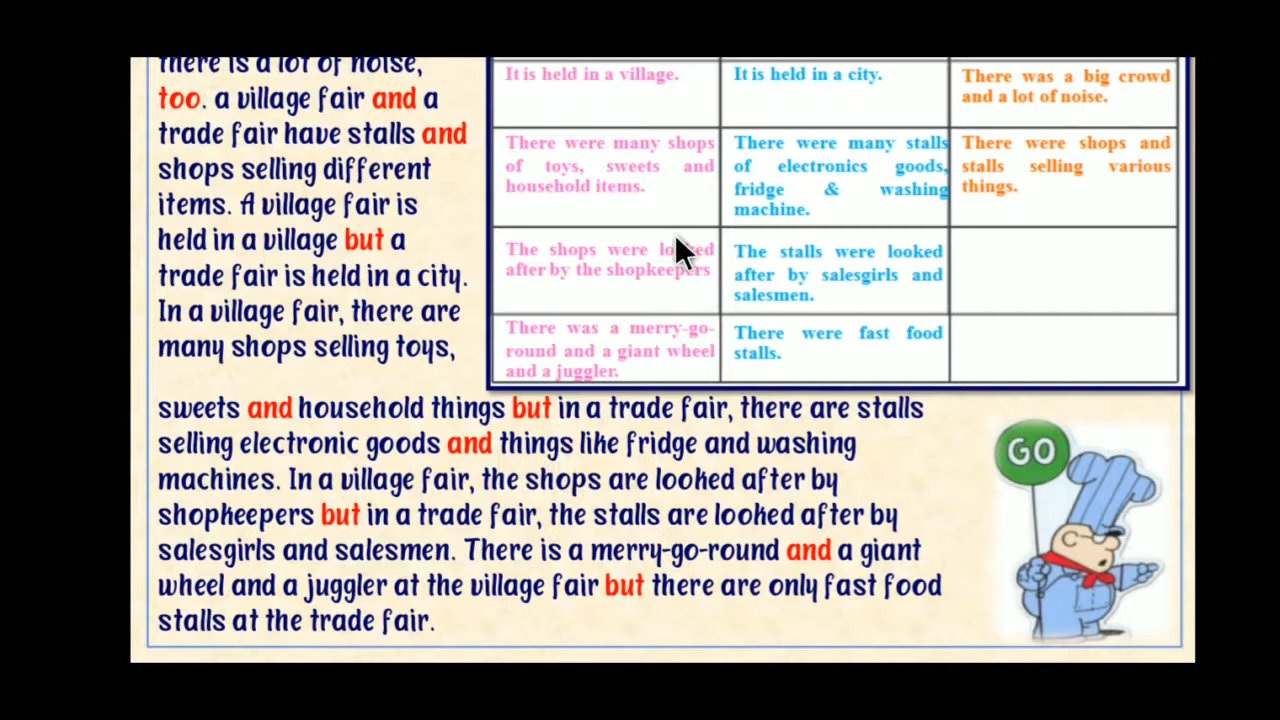 there is a lot of noise,
too. a village fair and a
trade fair have stalls and
shops selling different
items. A village fair is
held in a village but a
trade fair is held in a city.
In a village fair, there are
many shops selling toys,
sweets and household things but in a trade fair, there are stalls
selling electronic goods and things like fridge and washing
machines. In a village fair, the shops are looked after by
shopkeepers but in a trade fair, the stalls are looked after by
salesgirls and salesmen. There is a merry-go-round and a giant
wheel and a juggler at the village fair but there are only fast food
stalls at the trade fair.
It is held in a village.
It is held in a city.
There was a big crowd
and a lot of noise.
There were many shops
of toys, sweets and
household items.
There were many stalls
of electronics goods,
fridge & washing
machine.
There were shops and
stalls selling various
things.
The shops were looked
after by the shopkeepers
The stalls were looked
after by salesgirls and
salesmen.
There was a merry-go-
round and a giant wheel
and a juggler.
There were fast food
stalls.
GO